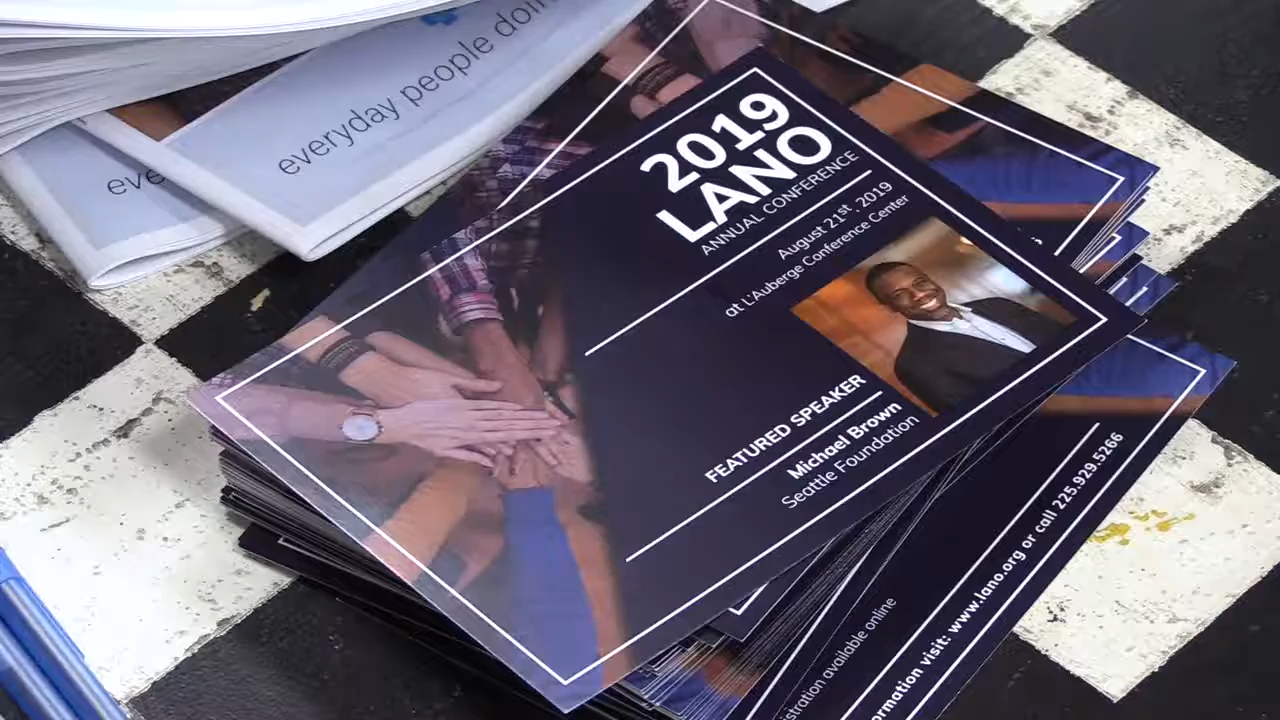 everyday people doin
eve
2019
LANO
ANNUAL CONFERENCE
August 21st, 2019
at L'Auberge Conference Center
FEATURED SPEAKER
Michael Brown
Seattle Foundation
stration available online
ormation visit: www.lano.org or call 225.929.5266